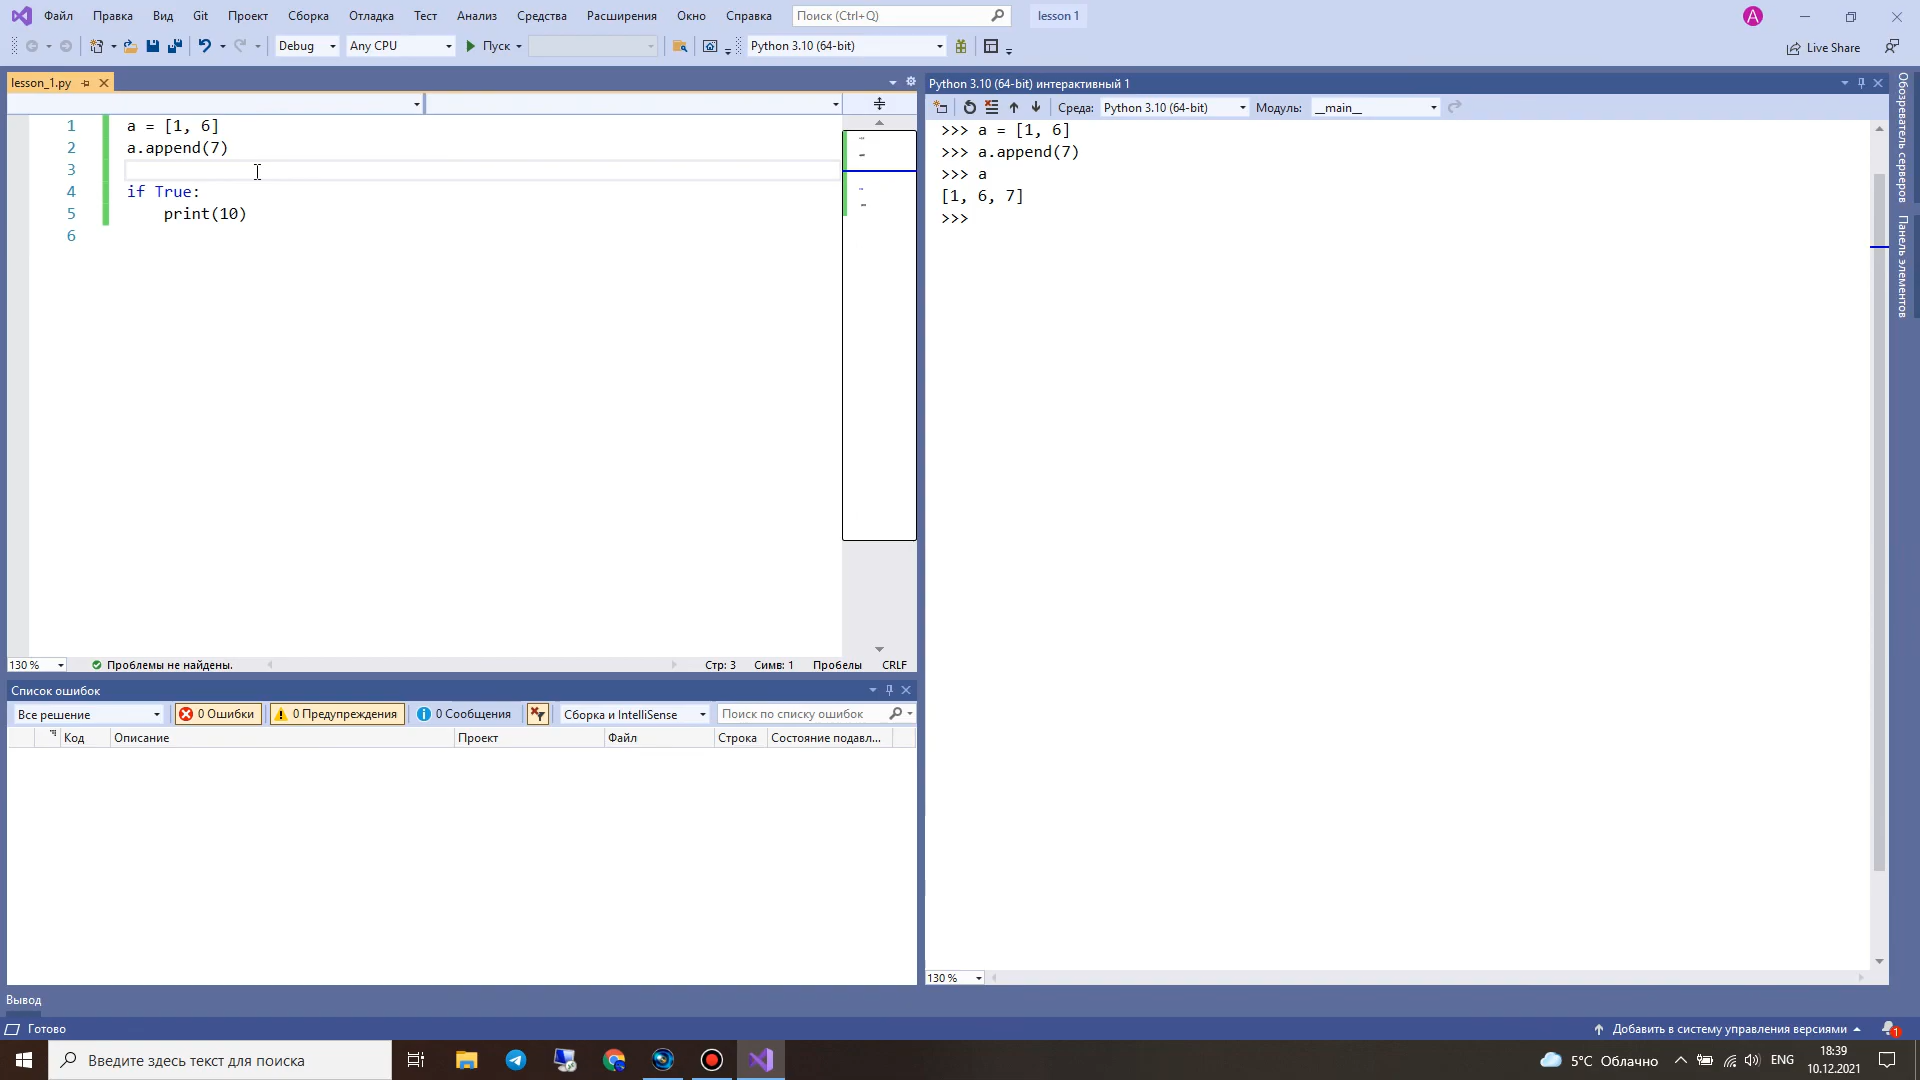 Файл Правка Вид Git Проект Сборка Отладка Тест Анализ Средства Расширения Окно Справка Поиск (Ctrl+Q) lesson 1 A
Debug Any CPU Пуск Python 3.10 (64-bit) Live Share
lesson_1.py
1 a = [1, 6]
2 a.append(7)
3
4 if True:
5 print(10)
6
130 % Проблемы не найдены. Стр: 3 Симв: 1 Пробелы CRLF
Список ошибок
Все решение 0 Ошибки 0 Предупреждения 0 Сообщения Сборка и IntelliSense Поиск по списку ошибок
Код Описание Проект Файл Строка Состояние подавл...
Python 3.10 (64-bit) интерактивный 1
Среда: Python 3.10 (64-bit) Модуль: __main__
>>> a = [1, 6]
>>> a.append(7)
>>> a
[1, 6, 7]
>>>
130 %
Обозреватель серверов
Панель элементов
Вывод
Готово Добавить в систему управления версиями 1
Введите здесь текст для поиска 5°C Облачно ENG 18:39
10.12.2021